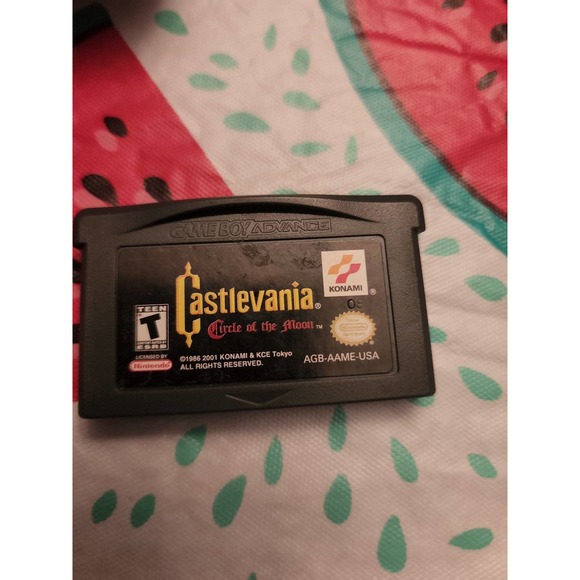 GAME BOY ADVANCE
Castlevania®
Circle of the Moon™
KONAMI®
TEEN
T
ESRB
LICENSED BY
Nintendo
©1986 2001 KONAMI & KCE Tokyo
ALL RIGHTS RESERVED.
AGB-AAME-USA